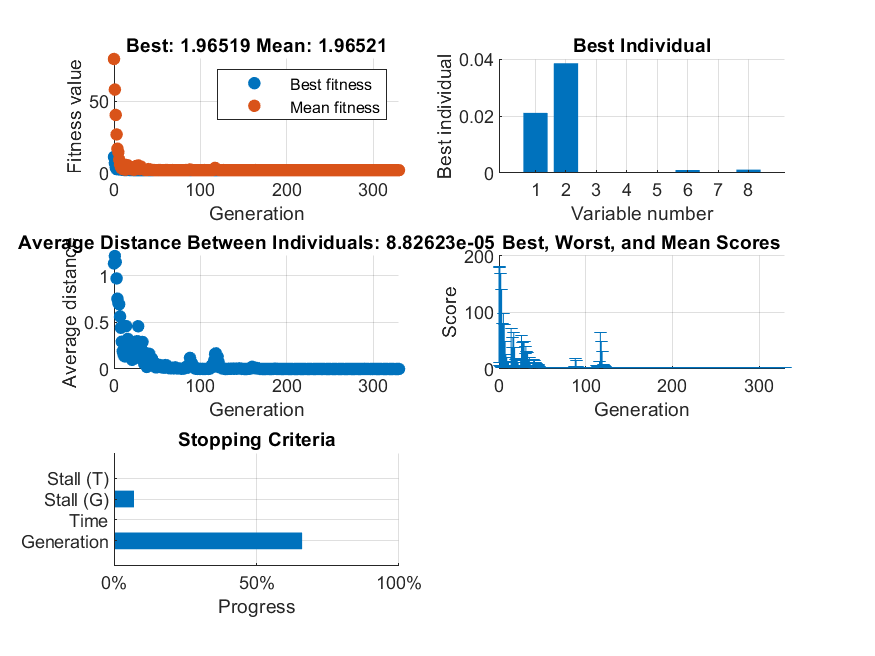 Best: 1.96519 Mean: 1.96521
Fitness value
50
0
Best fitness
Mean fitness
0 100 200 300
Generation
Best Individual
Best individual
0.04
0.02
0
1 2 3 4 5 6 7 8
Variable number
Average Distance Between Individuals: 8.82623e-05
Average distance
1
0.5
0
0 100 200 300
Generation
Best, Worst, and Mean Scores
Score
200
100
0
0 100 200 300
Generation
Stopping Criteria
Stall (T)
Stall (G)
Time
Generation
0% 50% 100%
Progress